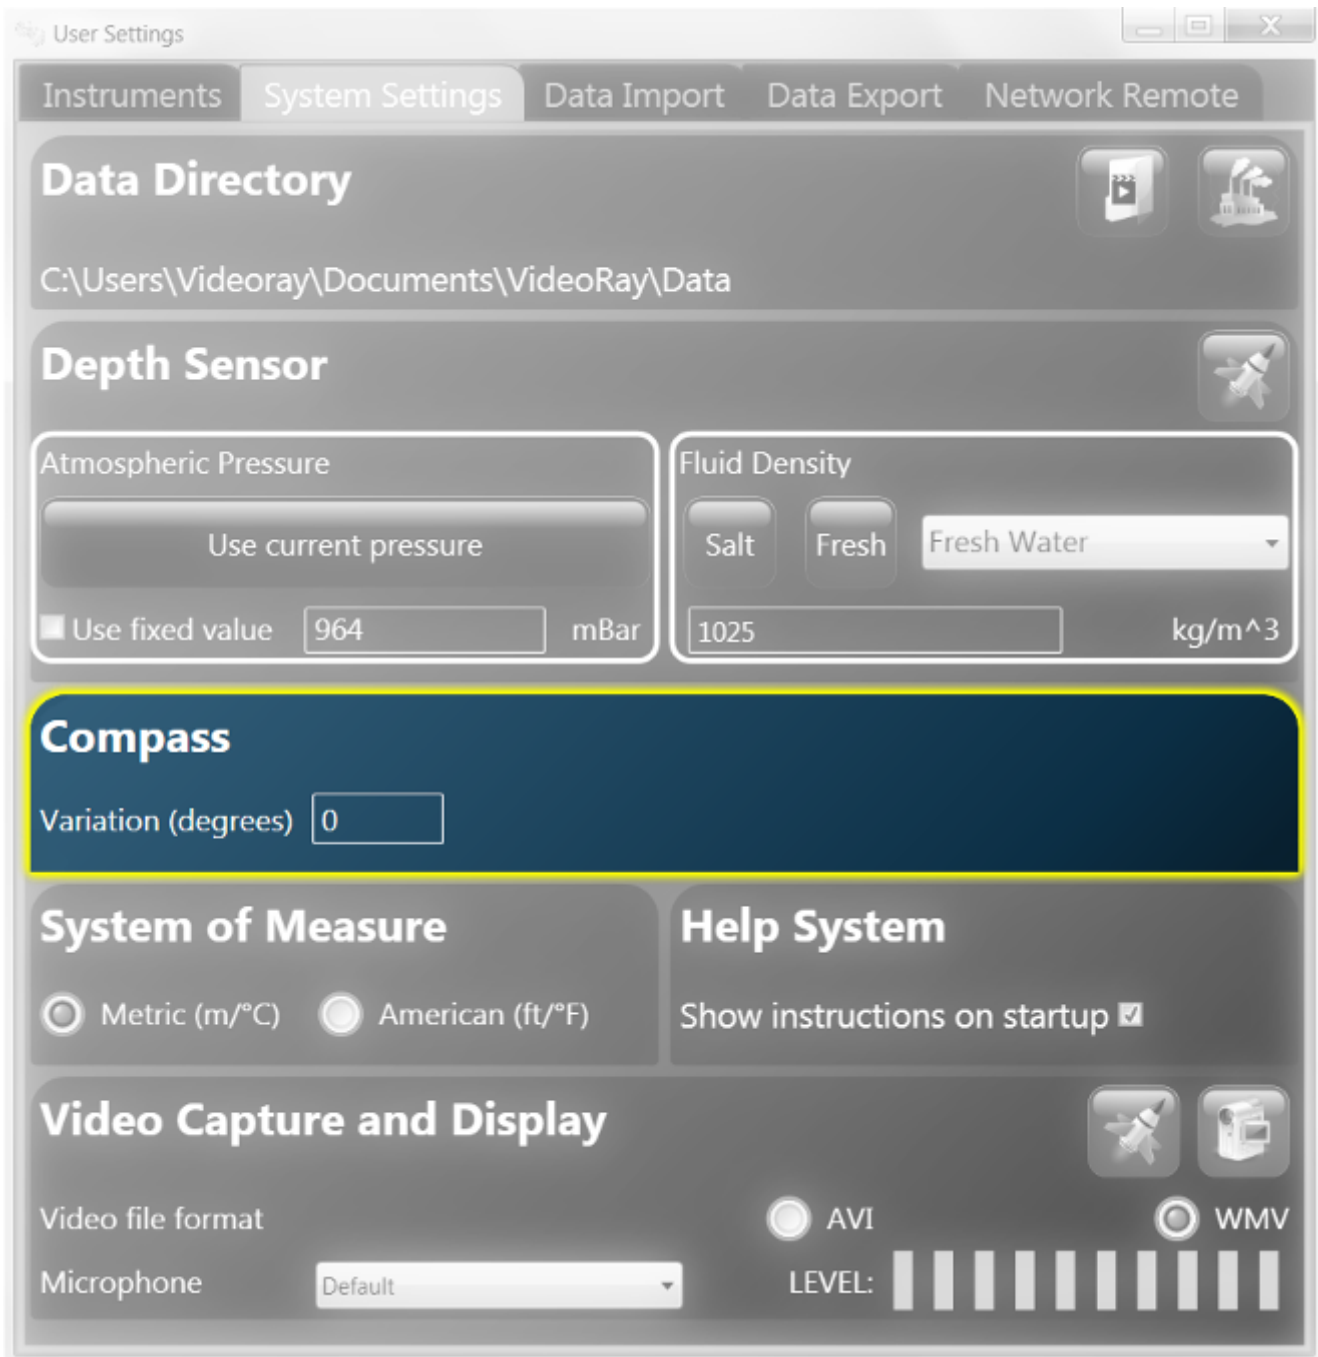 User Settings
Instruments System Settings Data Import Data Export Network Remote
Data Directory
C:\Users\Videoray\Documents\VideoRay\Data
Depth Sensor
Atmospheric Pressure
Use current pressure
Use fixed value 964 mBar
Fluid Density
Salt Fresh Fresh Water
1025 kg/m^3
Compass
Variation (degrees) 0
System of Measure
Metric (m/°C) American (ft/°F)
Help System
Show instructions on startup
Video Capture and Display
Video file format AVI WMV
Microphone Default LEVEL: